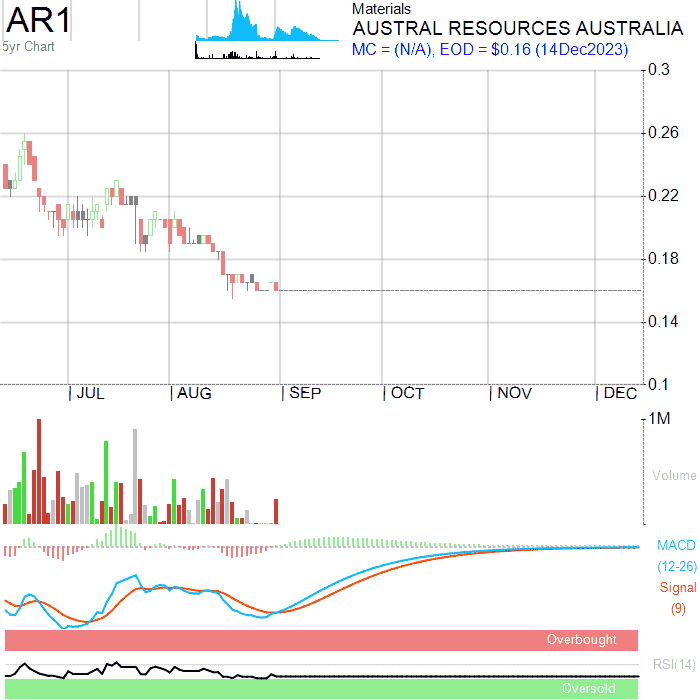 AR1
5yr Chart
Materials
AUSTRAL RESOURCES AUSTRALIA
MC = (N/A), EOD = $0.16 (14Dec2023)
0.3
0.26
0.22
0.18
0.14
0.1
JUL AUG SEP OCT NOV DEC
1M
Volume
MACD
(12-26)
Signal
(9)
Overbought
RSI(14)
Oversold